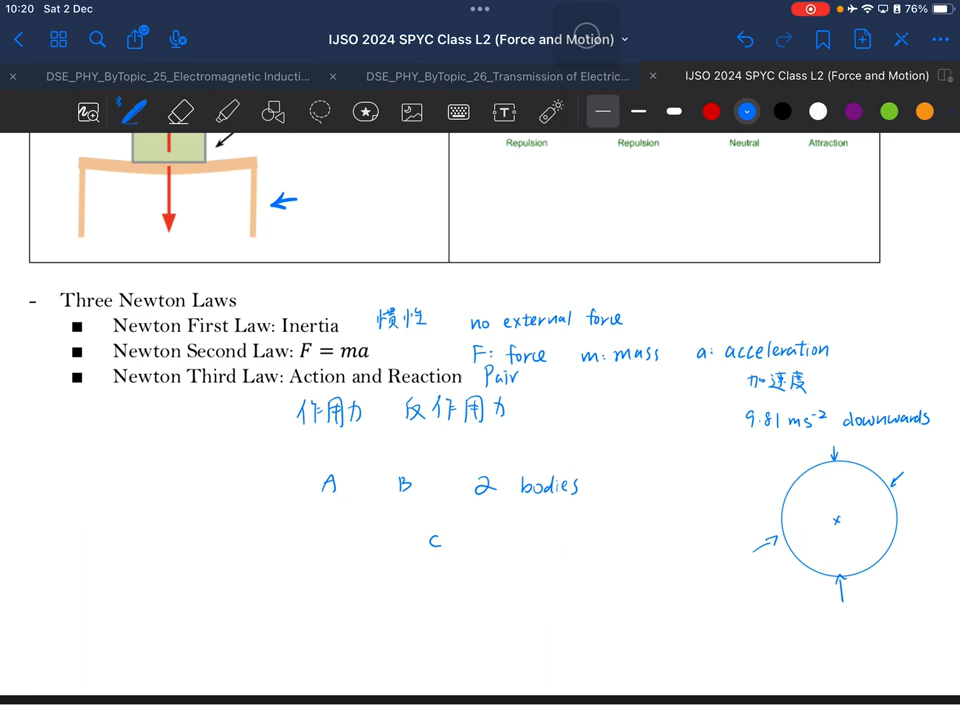 10:20 Sat 2 Dec
76%
IJSO 2024 SPYC Class L2 (Force and Motion)
DSE_PHY_ByTopic_25_Electromagnetic Inducti...
DSE_PHY_ByTopic_26_Transmission of Electric...
IJSO 2024 SPYC Class L2 (Force and Motion)
Repulsion Repulsion Neutral Attraction
- Three Newton Laws
■ Newton First Law: Inertia 惯性 no external force
■ Newton Second Law: F = ma F: force m: mass a: acceleration
加速度
■ Newton Third Law: Action and Reaction Pair
作用力 反作用力
9.81 ms⁻² downwards
A B 2 bodies
C